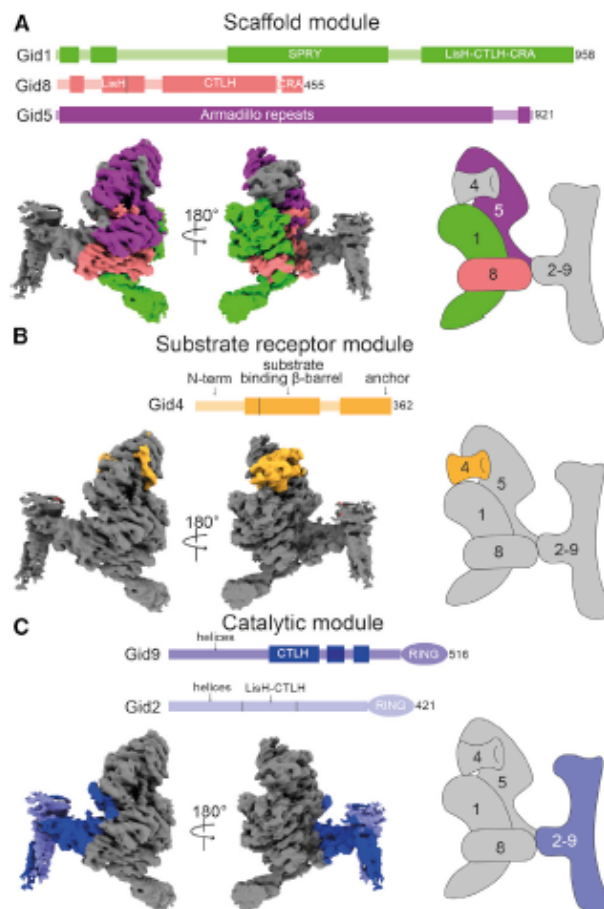 A
Scaffold module
Gid1 SPRY LisH-CTLH-CRA 958
Gid8 LisH CTLH CRA 455
Gid5 Armadillo repeats 921
180°
4
5
1
8 2-9
B
Substrate receptor module
substrate
N-term binding β-barrel anchor
Gid4 362
180°
4
5
1
8 2-9
C
Catalytic module
helices
Gid9 CTLH RING 516
helices LisH-CTLH
Gid2 RING 421
180°
4
5
1
8 2-9